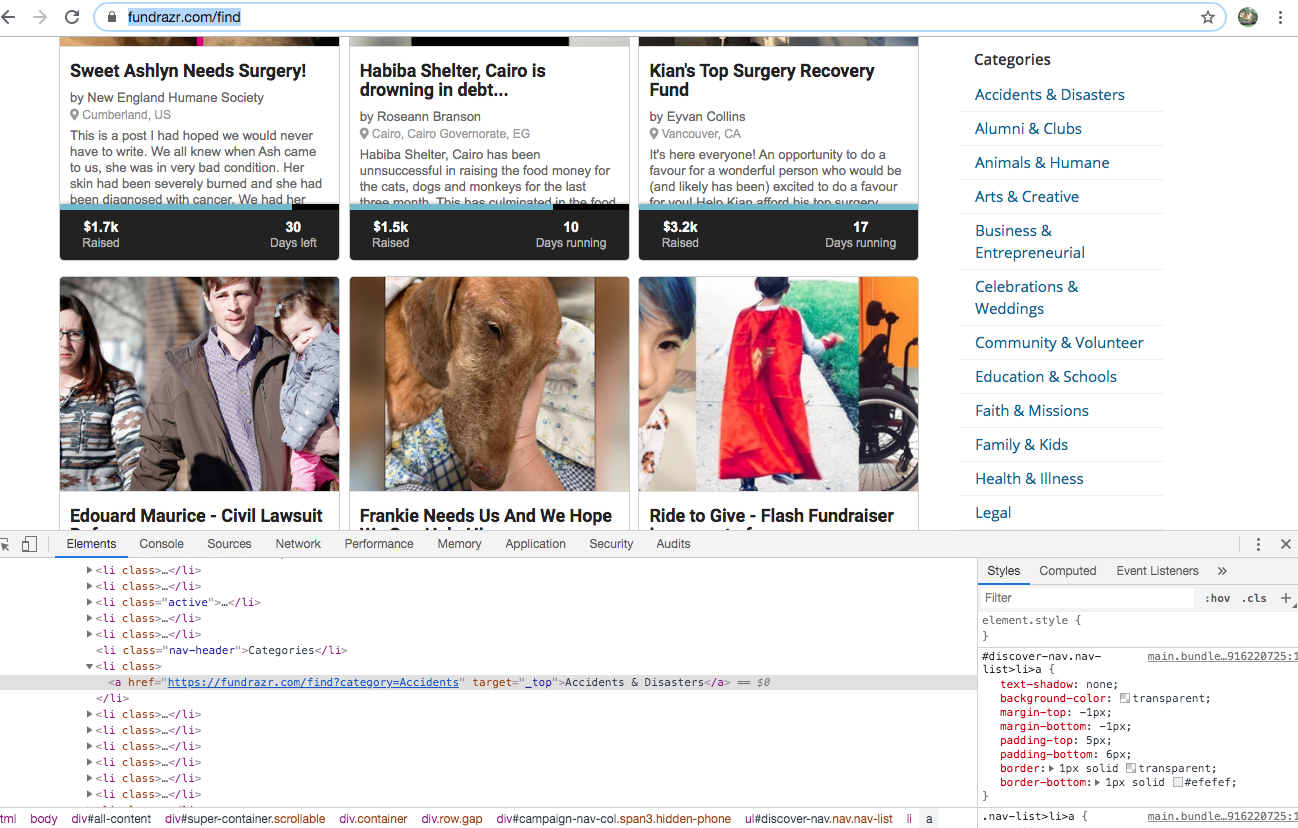 fundrazr.com/find
Sweet Ashlyn Needs Surgery!
by New England Humane Society
Cumberland, US
This is a post I had hoped we would never
have to write. We all knew when Ash came
to us, she was in very bad condition. Her
skin had been severely burned and she had
been diagnosed with cancer. We had her
$1.7k
Raised
30
Days left
Habiba Shelter, Cairo is
drowning in debt...
by Roseann Branson
Cairo, Cairo Governorate, EG
Habiba Shelter, Cairo has been
unnsuccessful in raising the food money for
the cats, dogs and monkeys for the last
three month. This has culminated in the food
$1.5k
Raised
10
Days running
Kian's Top Surgery Recovery
Fund
by Eyvan Collins
Vancouver, CA
It's here everyone! An opportunity to do a
favour for a wonderful person who would be
(and likely has been) excited to do a favour
for you! Help Kian afford his top surgery
$3.2k
Raised
17
Days running
Edouard Maurice - Civil Lawsuit
Frankie Needs Us And We Hope
Ride to Give - Flash Fundraiser
Categories
Accidents & Disasters
Alumni & Clubs
Animals & Humane
Arts & Creative
Business &
Entrepreneurial
Celebrations &
Weddings
Community & Volunteer
Education & Schools
Faith & Missions
Family & Kids
Health & Illness
Legal
Elements Console Sources Network Performance Memory Application Security Audits
<li class>…</li>
<li class>…</li>
<li class="active">…</li>
<li class>…</li>
<li class>…</li>
<li class="nav-header">Categories</li>
<li class>
<a href="https://fundrazr.com/find?category=Accidents" target="_top">Accidents & Disasters</a> == $0
</li>
<li class>…</li>
<li class>…</li>
<li class>…</li>
<li class>…</li>
<li class>…</li>
<li class>…</li>
tml body div#all-content div#super-container.scrollable div.container div.row.gap div#campaign-nav-col.span3.hidden-phone ul#discover-nav.nav.nav-list li a
Styles Computed Event Listeners »
Filter :hov .cls +
element.style {
}
#discover-nav.nav- main.bundle…916220725:1
list>li>a {
text-shadow: none;
background-color: transparent;
margin-top: -1px;
margin-bottom: -1px;
padding-top: 5px;
padding-bottom: 6px;
border: 1px solid transparent;
border-bottom: 1px solid #efefef;
}
.nav-list>li>a { main.bundle…916220725:1